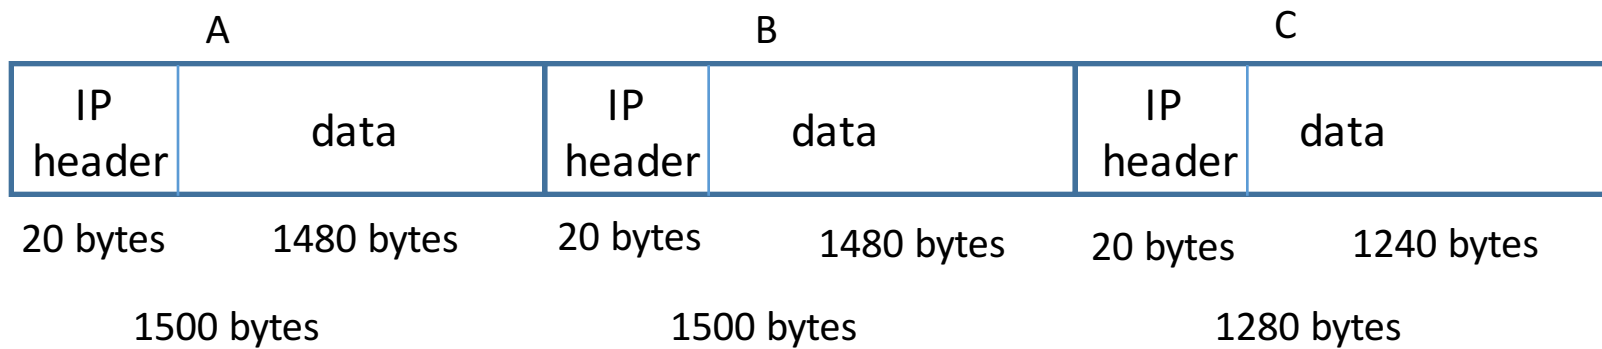 A B C
IP header data IP header data IP header data
20 bytes 1480 bytes 20 bytes 1480 bytes 20 bytes 1240 bytes
1500 bytes 1500 bytes 1280 bytes